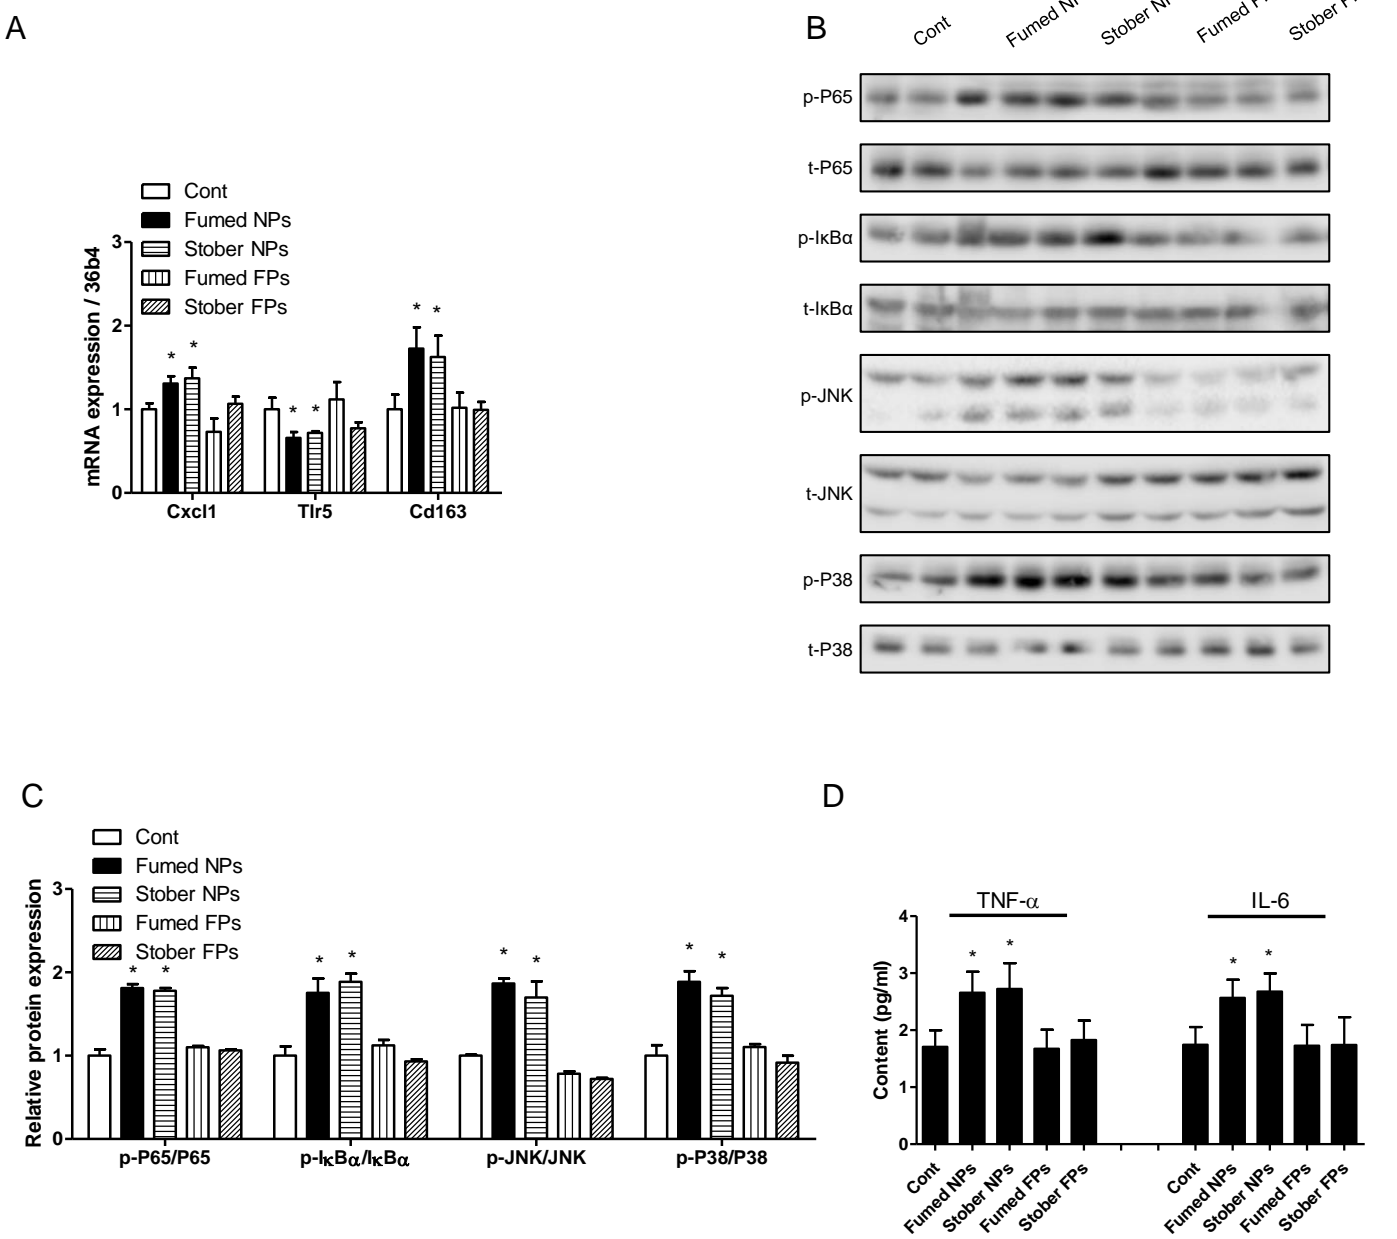 A
Cont
Fumed NPs
Stober NPs
Fumed FPs
Stober FPs
mRNA expression / 36b4
3
2
1
0
* * * * * *
Cxcl1 Tlr5 Cd163
B
Cont Fumed Stober Fumed Stober
p-P65
t-P65
p-IκBα
t-IκBα
p-JNK
t-JNK
p-P38
t-P38
C
Cont
Fumed NPs
Stober NPs
Fumed FPs
Stober FPs
Relative protein expression
3
2
1
0
* * * * * * * *
p-P65/P65 p-IκBα/IκBα p-JNK/JNK p-P38/P38
D
TNF-α IL-6
Content (pg/ml)
4
3
2
1
0
* * * *
Cont Fumed NPs Stober NPs Fumed FPs Stober FPs Cont Fumed NPs Stober NPs Fumed FPs Stober FPs